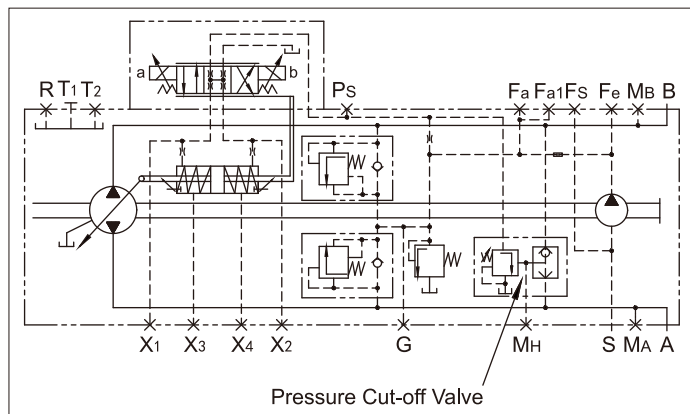 a b
R T1 T2 PS Fa Fa1 FS Fe MB B
X1 X3 X4 X2 G MH S MA A
Pressure Cut-off Valve